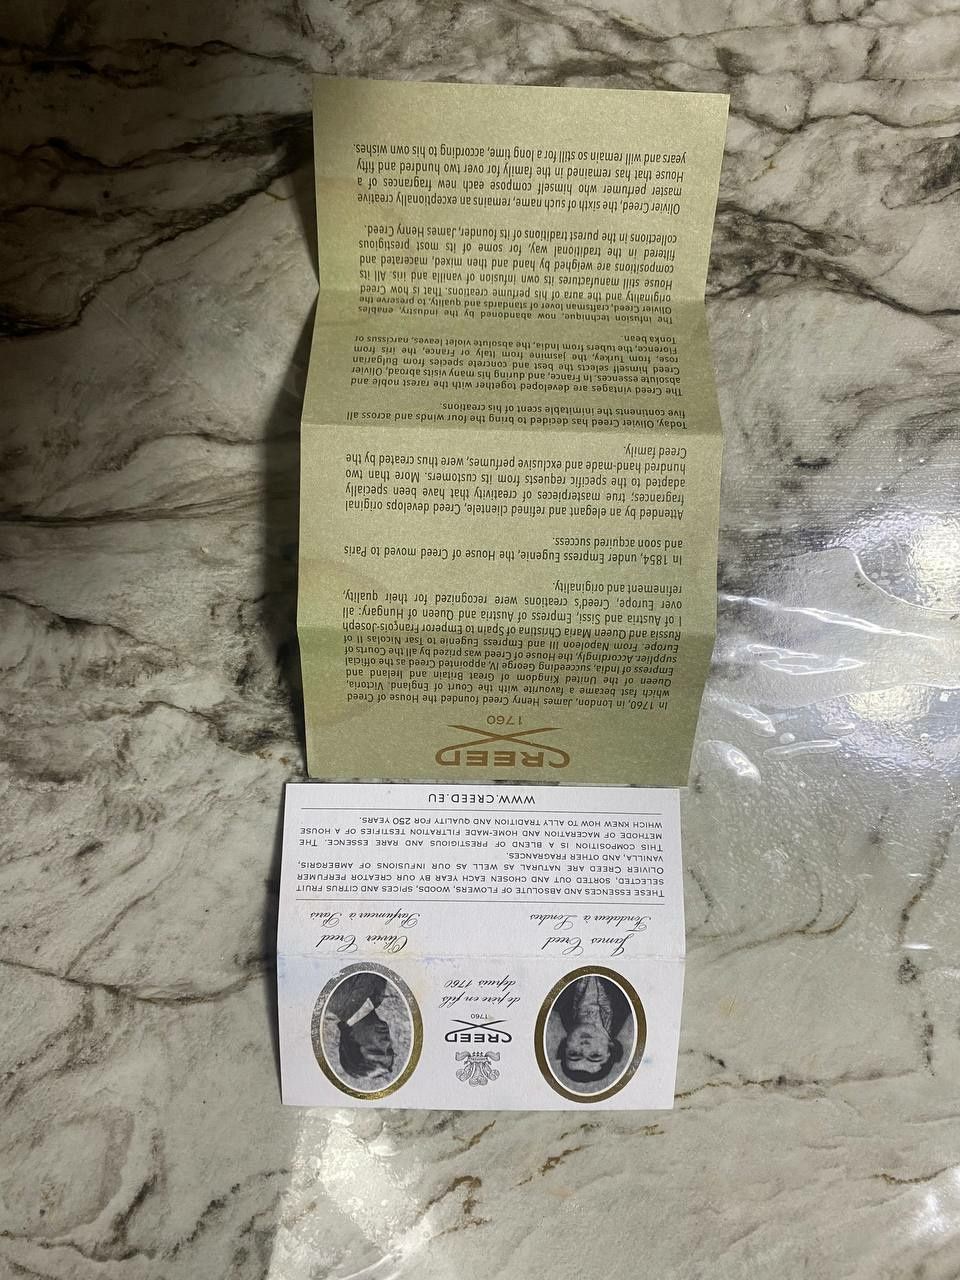 CREED
1760
In 1760, in London, James Henry Creed founded the House of Creed
which fast became a favourite with the Court of England. Victoria,
Queen of the United Kingdom of Great Britain and Ireland and
Empress of India, succeeding George IV, appointed Creed as the official
supplier. Accordingly, the House of Creed was prized by all the Courts of
Europe. From Napoleon III and Empress Eugenie to Tsar Nicolas II of
Russia and Queen Maria Christina of Spain to Emperor François-Joseph
I of Austria and Sissi, Empress of Austria and Queen of Hungary: all
over Europe, Creed's creations were recognized for their quality,
refinement and originality.
In 1854, under Empress Eugenie, the House of Creed moved to Paris
and soon acquired success.
Attended by an elegant and refined clientele, Creed develops original
fragrances; true masterpieces of creativity that have been specially
adapted to the specific requests from its customers. More than two
hundred hand-made and exclusive perfumes, were thus created by the
Creed family.
Today, Olivier Creed has decided to bring the four winds and across all
five continents the inimitable scent of his creations.
The Creed vintages are developed together with the rarest noble and
absolute essences. In France, and during his many visits abroad, Olivier
Creed himself selects the best and concrete species from Bulgarian
rose, from Turkey, the jasmine from Italy or France, the iris from
Florence, the tubers from India, the absolute violet leaves, narcissus or
Tonka bean.
The infusion technique, now abandoned by the industry, enables
Olivier Creed, craftsman lover of standards and quality, to preserve the
originality and the aura of his perfume creations, that is how Creed
House still manufactures its own infusion of vanilla and iris. All its
compositions are weighed by hand and then mixed, macerated and
filtered in the traditional way, for some of its most prestigious
collections in the purest traditions of its founder, James Henry Creed.
Olivier Creed, the sixth of such name, remains an exceptionally creative
master perfumer who himself compose each new fragrances of a
House that has remained in the family for over two hundred and fifty
years and will remain so still for a long time, according to his own wishes.
CREED
1760
de père en fils
depuis 1760
James Creed
Fondateur à Londres
Olivier Creed
Parfumeur à Paris
THESE ESSENCES AND ABSOLUTE OF FLOWERS, WOODS, SPICES AND CITRUS FRUIT
SELECTED, SORTED OUT AND CHOSEN EACH YEAR BY OUR CREATOR PERFUMER
OLIVIER CREED ARE NATURAL AS WELL AS OUR INFUSIONS OF AMBERGRIS,
VANILLA, AND OTHER FRAGRANCES.
THIS COMPOSITION IS A BLEND OF PRESTIGIOUS AND RARE ESSENCE. THE
METHODE OF MACERATION AND HOME-MADE FILTRATION TESTIFIES OF A HOUSE
WHICH KNEW HOW TO ALLY TRADITION AND QUALITY FOR 250 YEARS.
WWW.CREED.EU